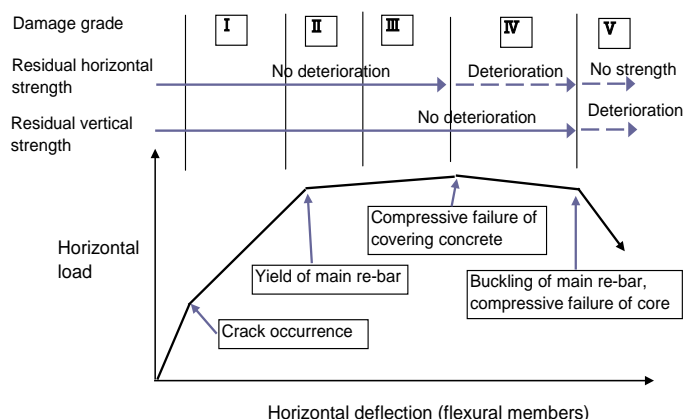 Damage grade
I II III IV V
Residual horizontal
strength
No deterioration Deterioration No strength
Residual vertical
strength
No deterioration Deterioration
Horizontal
load
Compressive failure of
covering concrete
Yield of main re-bar
Buckling of main re-bar,
compressive failure of core
Crack occurrence
Horizontal deflection (flexural members)